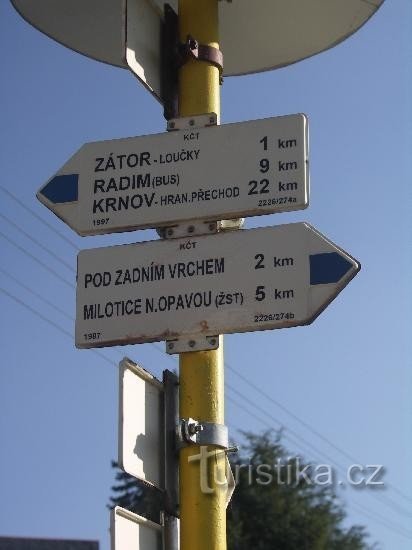 KČT
ZÁTOR - LOUČKY 1 km
RADIM (BUS) 9 km
KRNOV - HRAN. PŘECHOD 22 km
1997 2226/274a
KČT
POD ZADNÍM VRCHEM 2 km
MILOTICE N. OPAVOU (ŽST) 5 km
1997 2226/274b
Turistika.cz